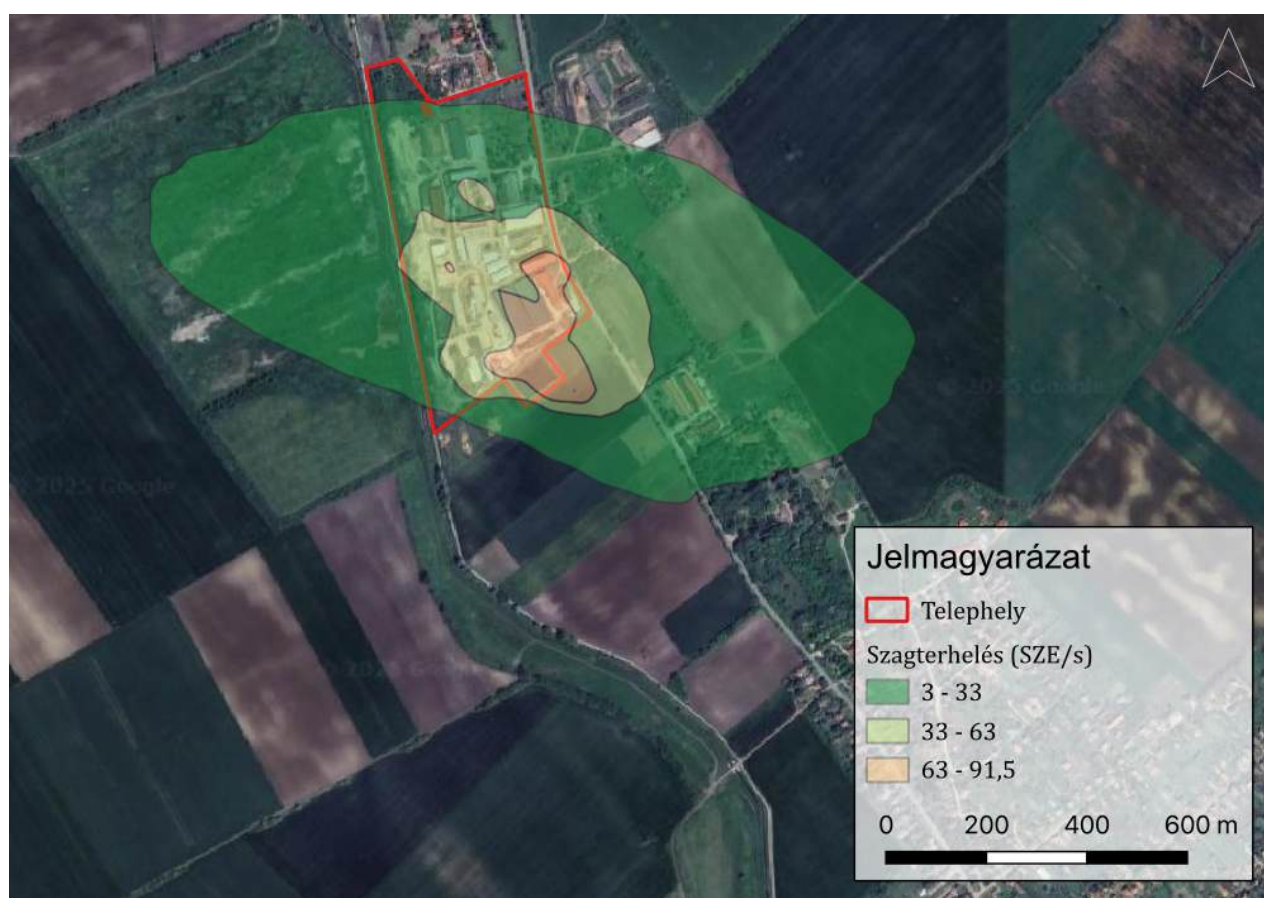 © 2025 Google
2025 Google
© 2025 Google
Jelmagyarázat
Telephely
Szagterhelés (SZE/s)
3 - 33
33 - 63
63 - 91,5
0 200 400 600 m